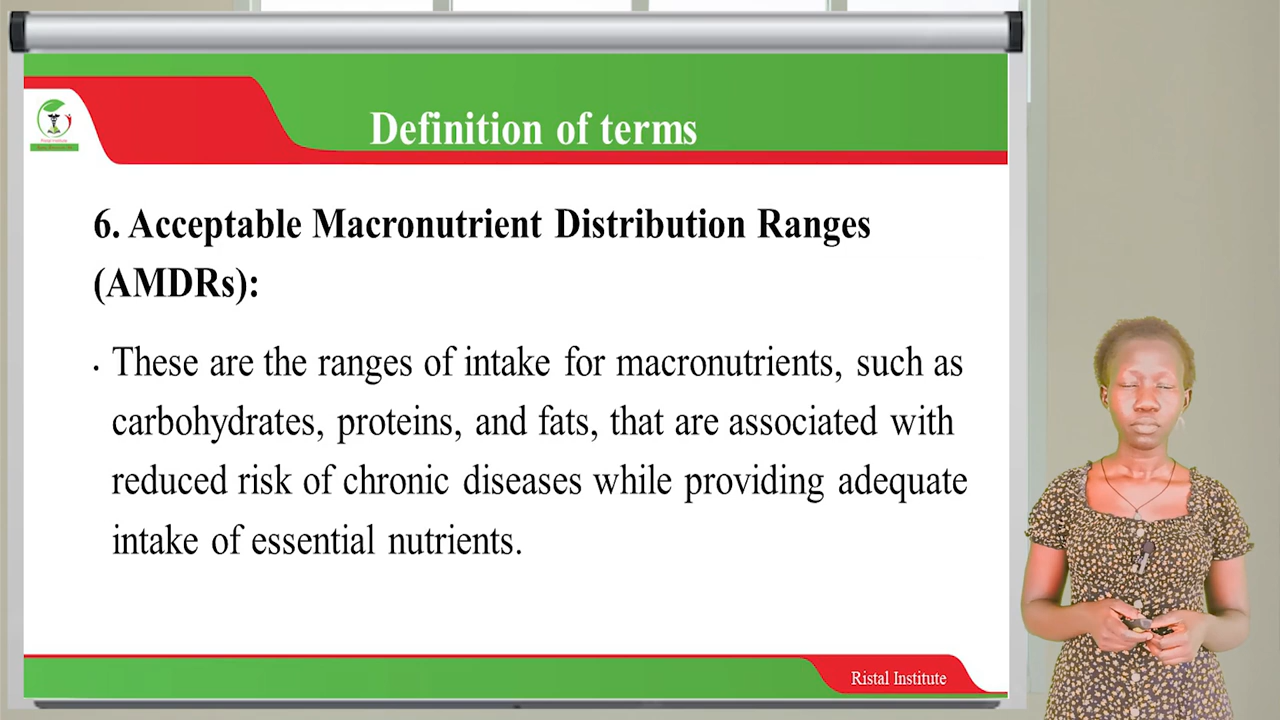 Definition of terms
6. Acceptable Macronutrient Distribution Ranges
(AMDRs):
• These are the ranges of intake for macronutrients, such as
carbohydrates, proteins, and fats, that are associated with
reduced risk of chronic diseases while providing adequate
intake of essential nutrients.
Ristal Institute
Ristal Institute